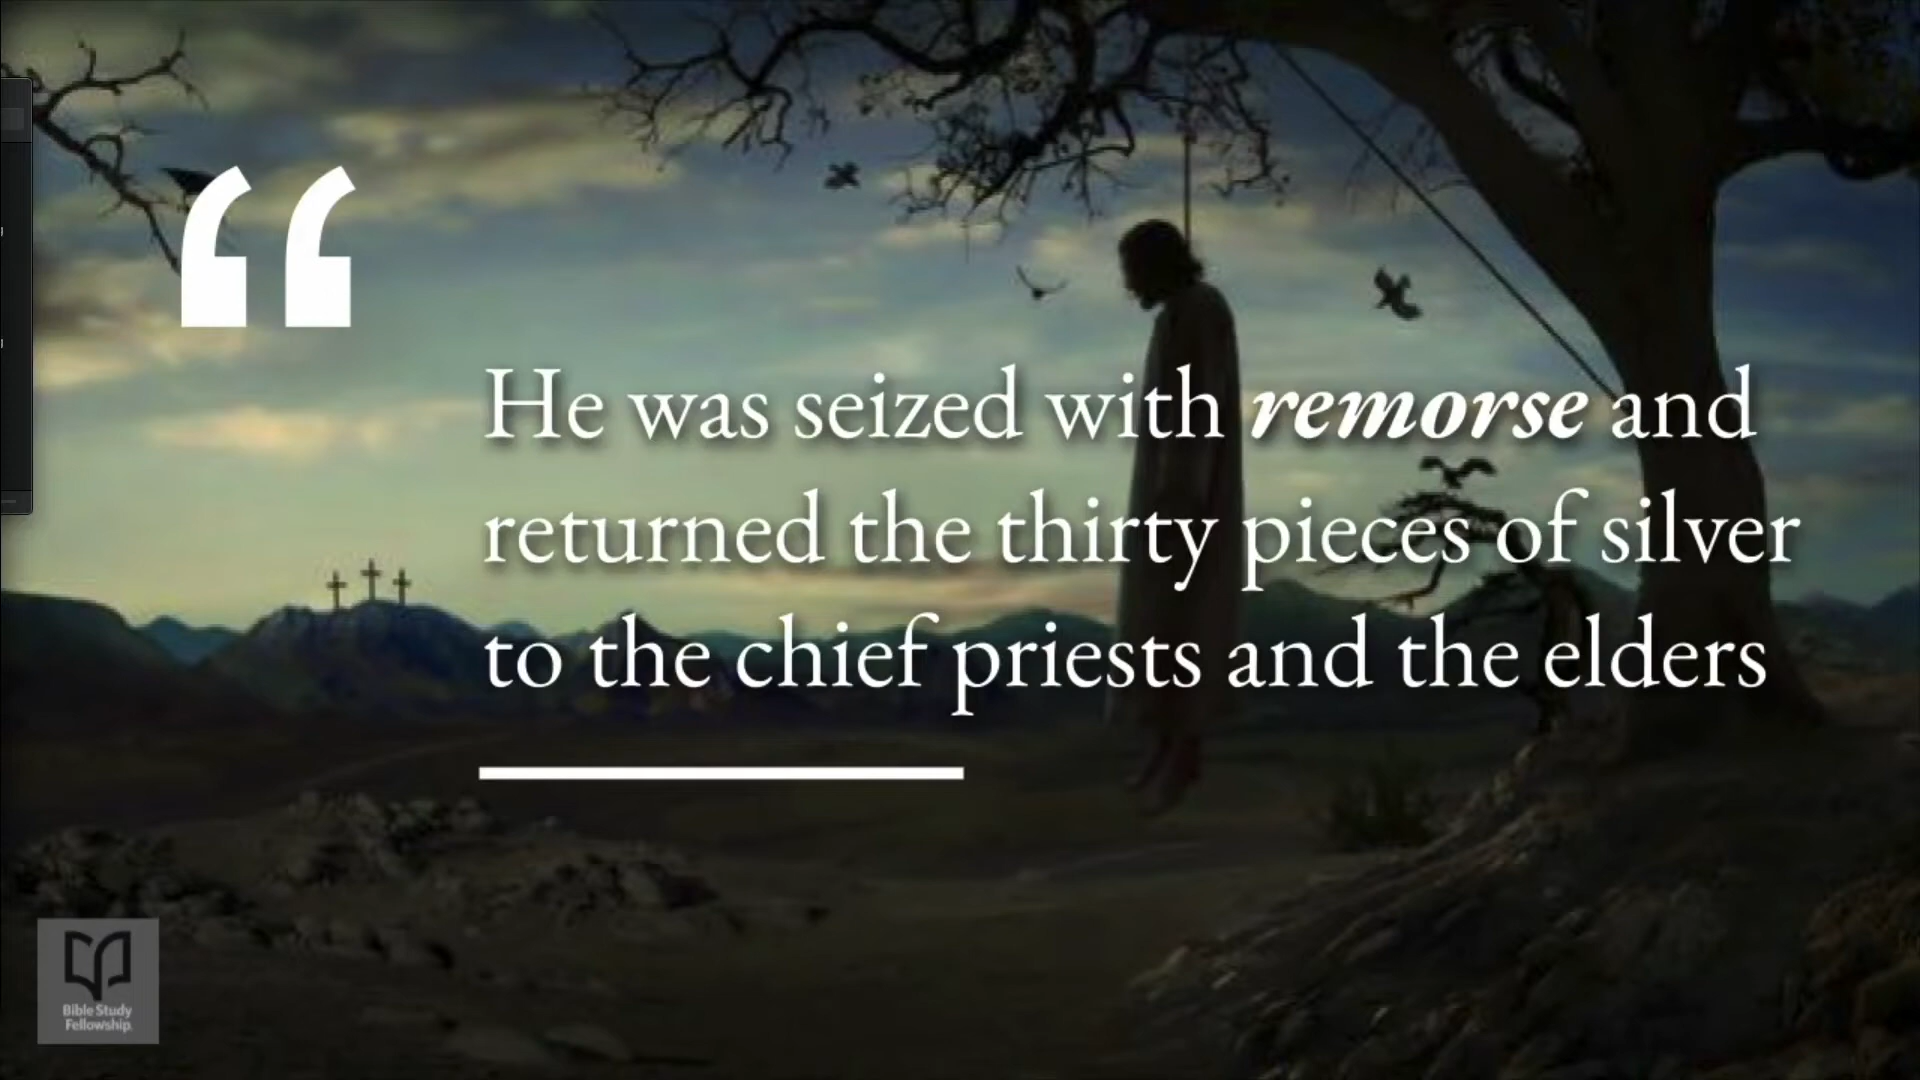 “
He was seized with remorse and
returned the thirty pieces of silver
to the chief priests and the elders
Bible Study
Fellowship